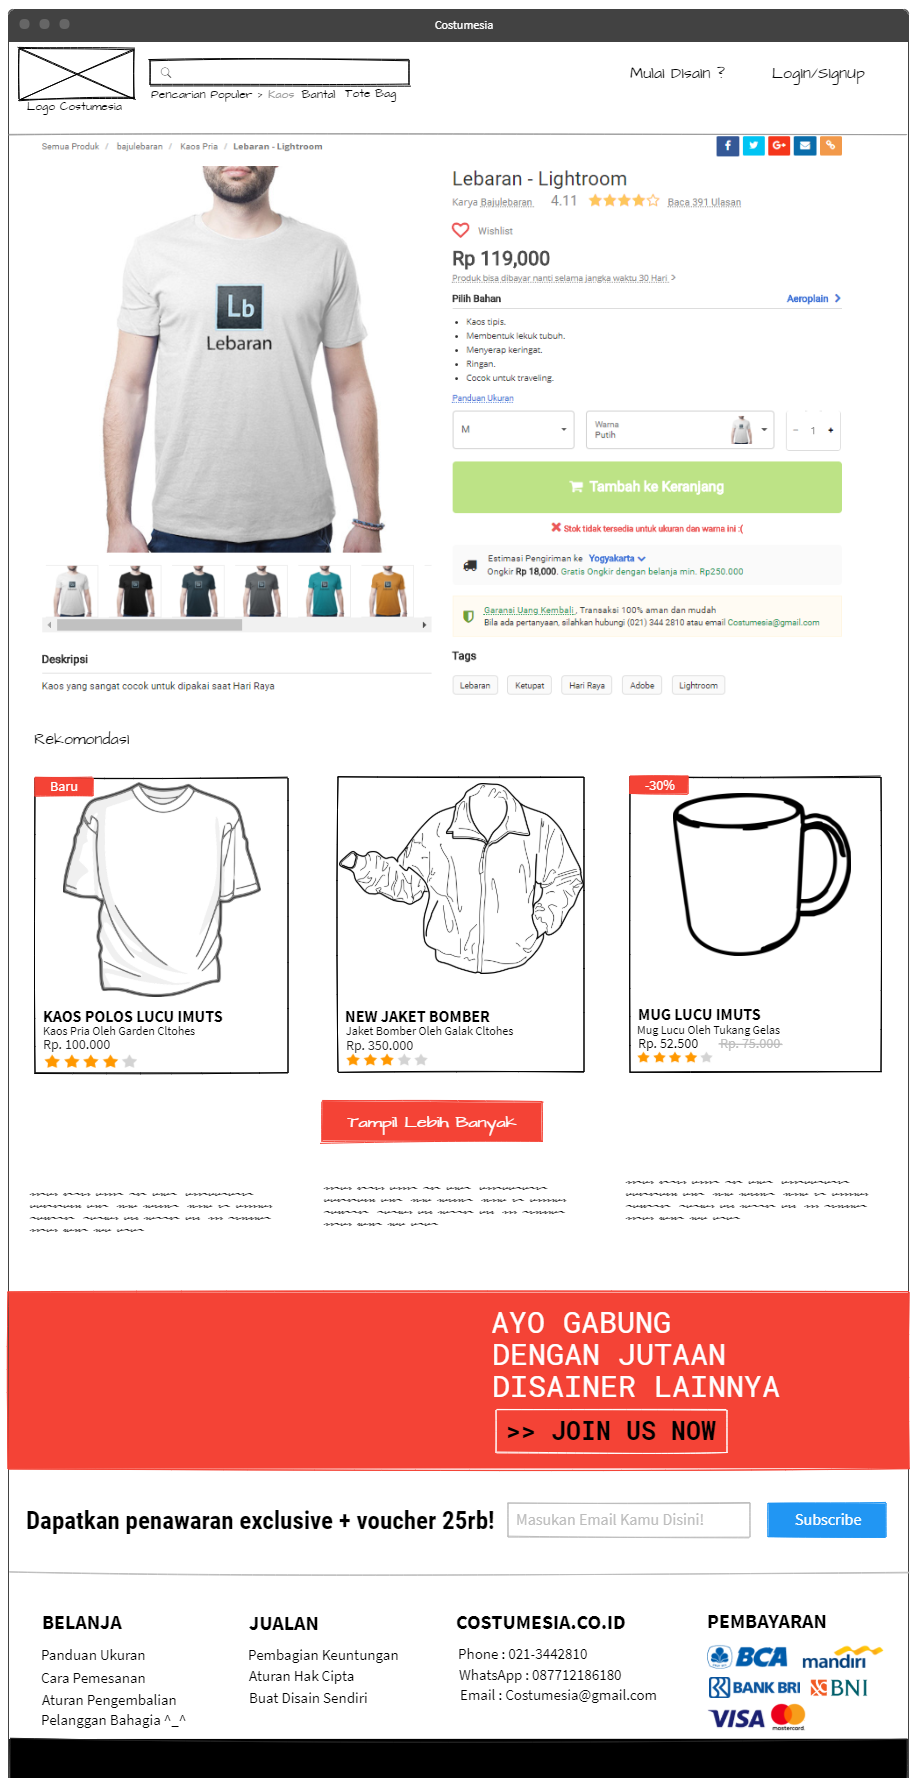 Costumesia
Logo Costumesia
Pencarian Populer > Kaos Bantal Tote Bag
Mulai Disain ?
Login/SignUp
Semua Produk / bajulebaran / Kaos Pria / Lebaran - Lightroom
Lb
Lebaran
Lebaran - Lightroom
Karya Bajulebaran 4.11 Baca 391 Ulasan
Wishlist
Rp 119,000
Produk bisa dibayar nanti selama jangka waktu 30 Hari >
Pilih Bahan
Aeroplain >
• Kaos tipis.
• Membentuk lekuk tubuh.
• Menyerap keringat.
• Ringan.
• Cocok untuk traveling.
Panduan Ukuran
M
Warna
Putih
− 1 +
Tambah ke Keranjang
Stok tidak tersedia untuk ukuran dan warna ini :(
Estimasi Pengiriman ke Yogyakarta
Ongkir Rp 18,000. Gratis Ongkir dengan belanja min. Rp250.000
Garansi Uang Kembali , Transaksi 100% aman dan mudah
Bila ada pertanyaan, silahkan hubungi (021) 344 2810 atau email Costumesia@gmail.com
Deskripsi
Kaos yang sangat cocok untuk dipakai saat Hari Raya
Tags
Lebaran Ketupat Hari Raya Adobe Lightroom
Rekomondasi
Baru
KAOS POLOS LUCU IMUTS
Kaos Pria Oleh Garden Cltohes
Rp. 100.000
NEW JAKET BOMBER
Jaket Bomber Oleh Galak Cltohes
Rp. 350.000
-30%
MUG LUCU IMUTS
Mug Lucu Oleh Tukang Gelas
Rp. 52.500 Rp. 75.000
Tampil Lebih Banyak
AYO GABUNG
DENGAN JUTAAN
DISAINER LAINNYA
>> JOIN US NOW
Dapatkan penawaran exclusive + voucher 25rb!
Masukan Email Kamu Disini!
Subscribe
BELANJA
Panduan Ukuran
Cara Pemesanan
Aturan Pengembalian
Pelanggan Bahagia ^_^
JUALAN
Pembagian Keuntungan
Aturan Hak Cipta
Buat Disain Sendiri
COSTUMESIA.CO.ID
Phone : 021-3442810
WhatsApp : 087712186180
Email : Costumesia@gmail.com
PEMBAYARAN
BCA mandiri
BANK BRI BNI
VISA mastercard